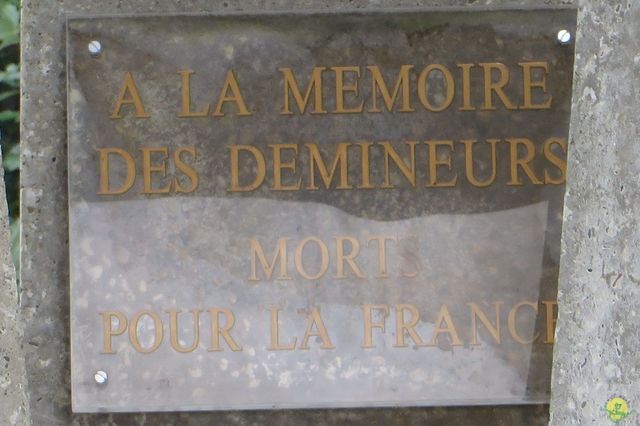 A LA MEMOIRE
DES DEMINEURS
MORTS
POUR LA FRANCE